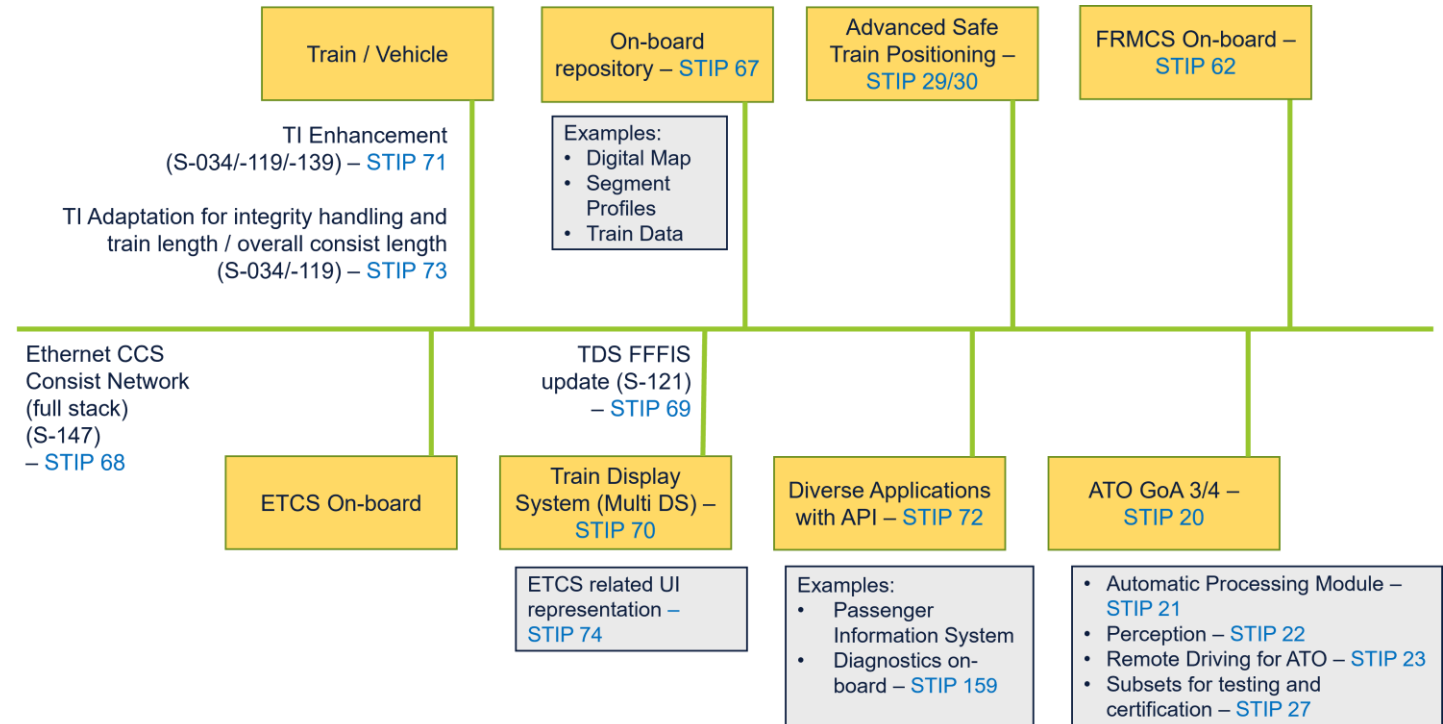 Train / Vehicle
On-board
repository – STIP 67
Advanced Safe
Train Positioning –
STIP 29/30
FRMCS On-board –
STIP 62
TI Enhancement
(S-034/-119/-139) – STIP 71
TI Adaptation for integrity handling and
train length / overall consist length
(S-034/-119) – STIP 73
Examples:
• Digital Map
• Segment
Profiles
• Train Data
Ethernet CCS
Consist Network
(full stack)
(S-147)
– STIP 68
TDS FFFIS
update (S-121)
– STIP 69
ETCS On-board
Train Display
System (Multi DS) –
STIP 70
Diverse Applications
with API – STIP 72
ATO GoA 3/4 –
STIP 20
ETCS related UI
representation –
STIP 74
Examples:
• Passenger
Information System
• Diagnostics on-
board – STIP 159
• Automatic Processing Module –
STIP 21
• Perception – STIP 22
• Remote Driving for ATO – STIP 23
• Subsets for testing and
certification – STIP 27